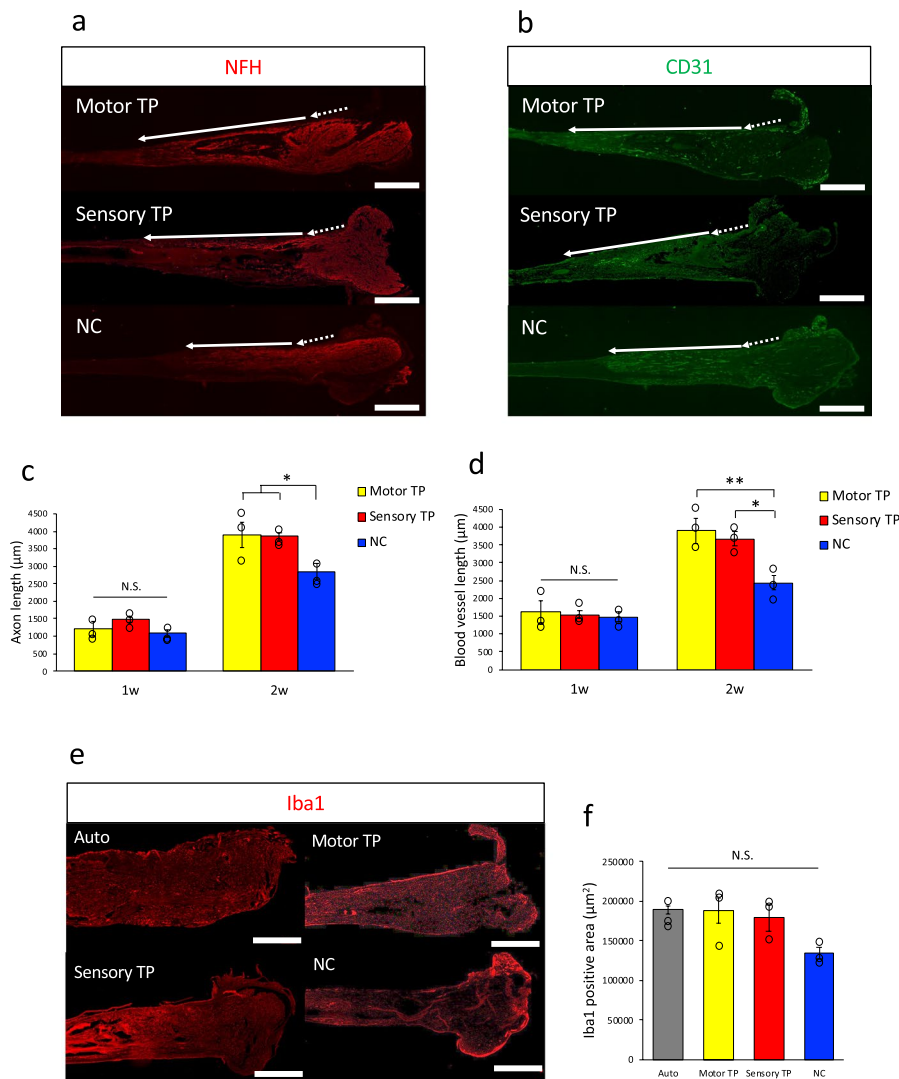 a
NFH
Motor TP
Sensory TP
NC
b
CD31
Motor TP
Sensory TP
NC
c
*
Motor TP
Sensory TP
NC
Axon length (μm)
4500
4000
3500
3000
2500
2000
1500
1000
500
0
N.S.
1w
2w
d
**
*
Motor TP
Sensory TP
NC
Blood vessel length (μm)
4500
4000
3500
3000
2500
2000
1500
1000
500
0
N.S.
1w
2w
e
Iba1
Auto
Motor TP
Sensory TP
NC
f
N.S.
Iba1 positive area (μm²)
250000
200000
150000
100000
50000
0
Auto
Motor TP
Sensory TP
NC